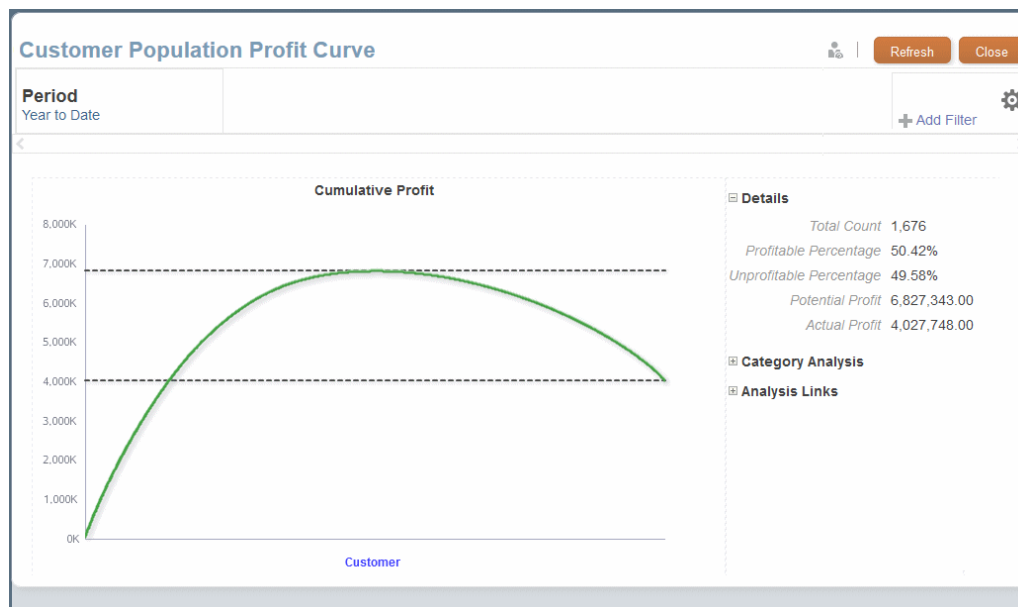 Customer Population Profit Curve
Refresh
Close
Period
Year to Date
Add Filter
Cumulative Profit
8,000K
7,000K
6,000K
5,000K
4,000K
3,000K
2,000K
1,000K
0K
Customer
Details
Total Count 1,676
Profitable Percentage 50.42%
Unprofitable Percentage 49.58%
Potential Profit 6,827,343.00
Actual Profit 4,027,748.00
Category Analysis
Analysis Links